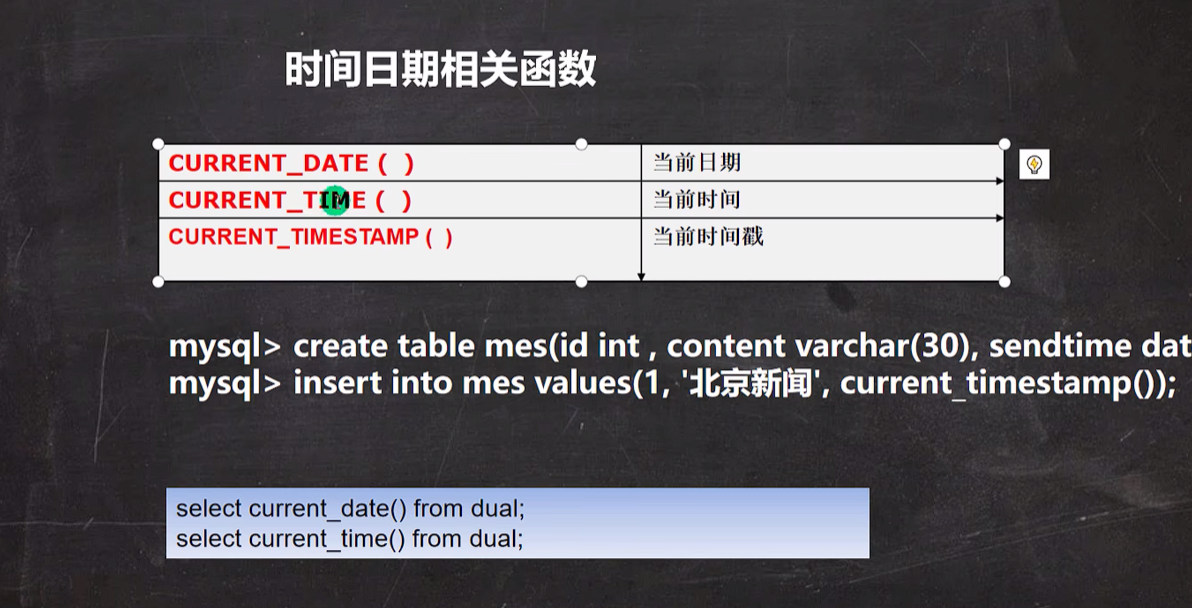 时间日期相关函数
CURRENT_DATE ( ) 当前日期
CURRENT_TIME ( ) 当前时间
CURRENT_TIMESTAMP ( ) 当前时间戳
mysql> create table mes(id int , content varchar(30), sendtime dat
mysql> insert into mes values(1, '北京新闻', current_timestamp());
select current_date() from dual;
select current_time() from dual;